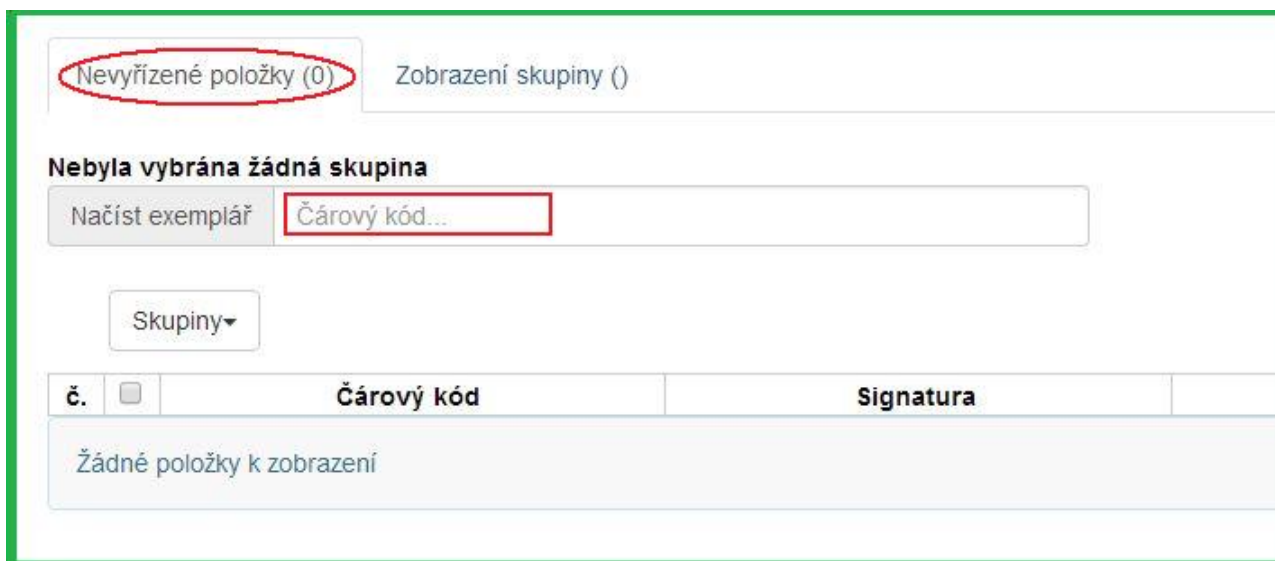 Nevyřízené položky (0) Zobrazení skupiny ()
Nebyla vybrána žádná skupina
Načíst exemplář Čárový kód...
Skupiny
č. Čárový kód Signatura
Žádné položky k zobrazení